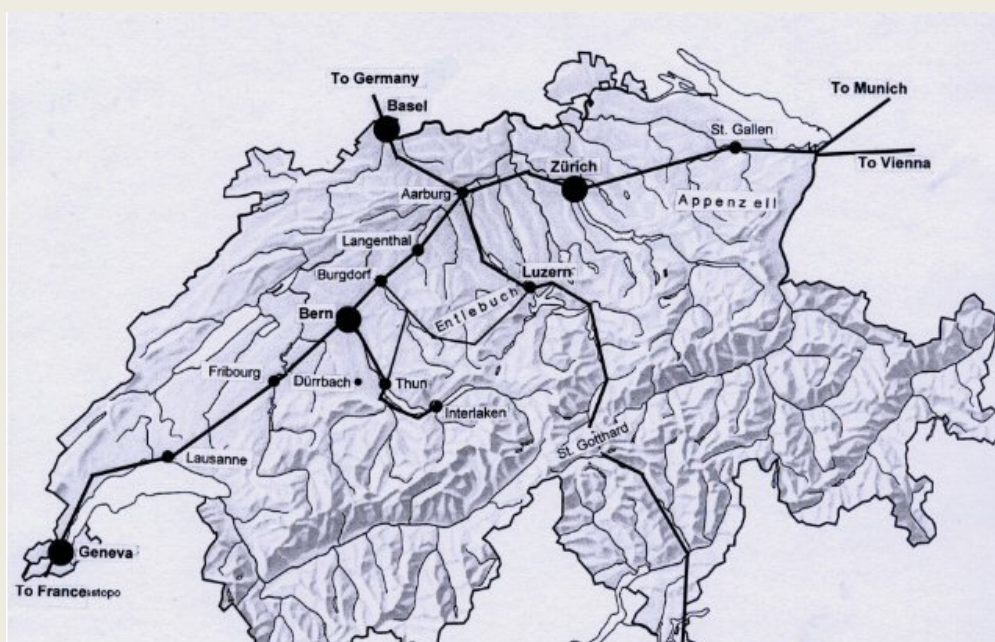 To Germany
Basel
To Munich
St. Gallen
To Vienna
Zürich
Aarburg
Appenzell
Langenthal
Burgdorf
Luzern
Entlebuch
Bern
Fribourg
Dürrbach
Thun
Interlaken
St. Gotthard
Lausanne
Geneva
To France